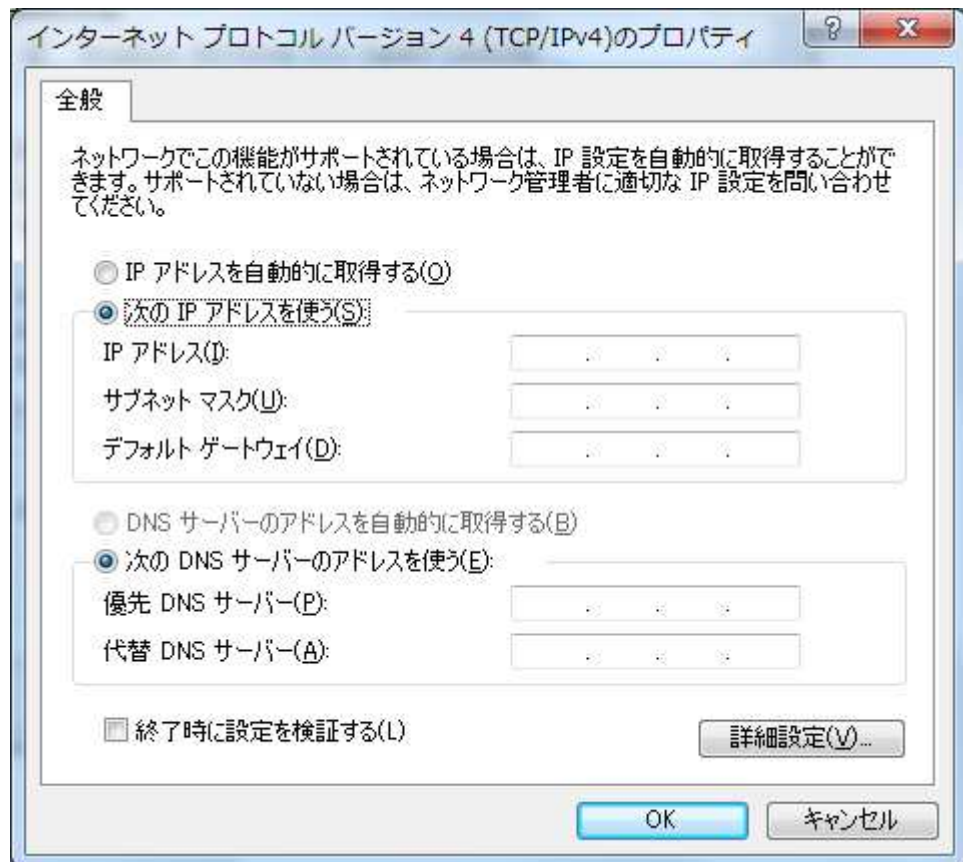 インターネット プロトコル バージョン 4 (TCP/IPv4)のプロパティ
全般
ネットワークでこの機能がサポートされている場合は、IP 設定を自動的に取得することがで
きます。サポートされていない場合は、ネットワーク管理者に適切な IP 設定を問い合わせ
てください。
IP アドレスを自動的に取得する(O)
次の IP アドレスを使う(S):
IP アドレス(I):
サブネット マスク(U):
デフォルト ゲートウェイ(D):
DNS サーバーのアドレスを自動的に取得する(B)
次の DNS サーバーのアドレスを使う(E):
優先 DNS サーバー(P):
代替 DNS サーバー(A):
終了時に設定を検証する(L)
詳細設定(V)...
OK
キャンセル